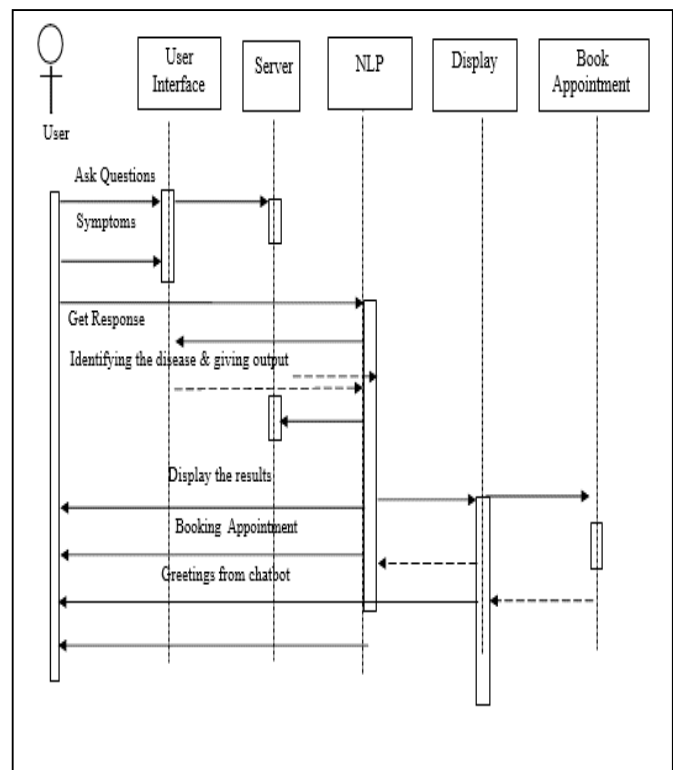 User
Interface
Server
NLP
Display
Book
Appointment
User
Ask Questions
Symptoms
Get Response
Identifying the disease & giving output
Display the results
Booking Appointment
Greetings from chatbot